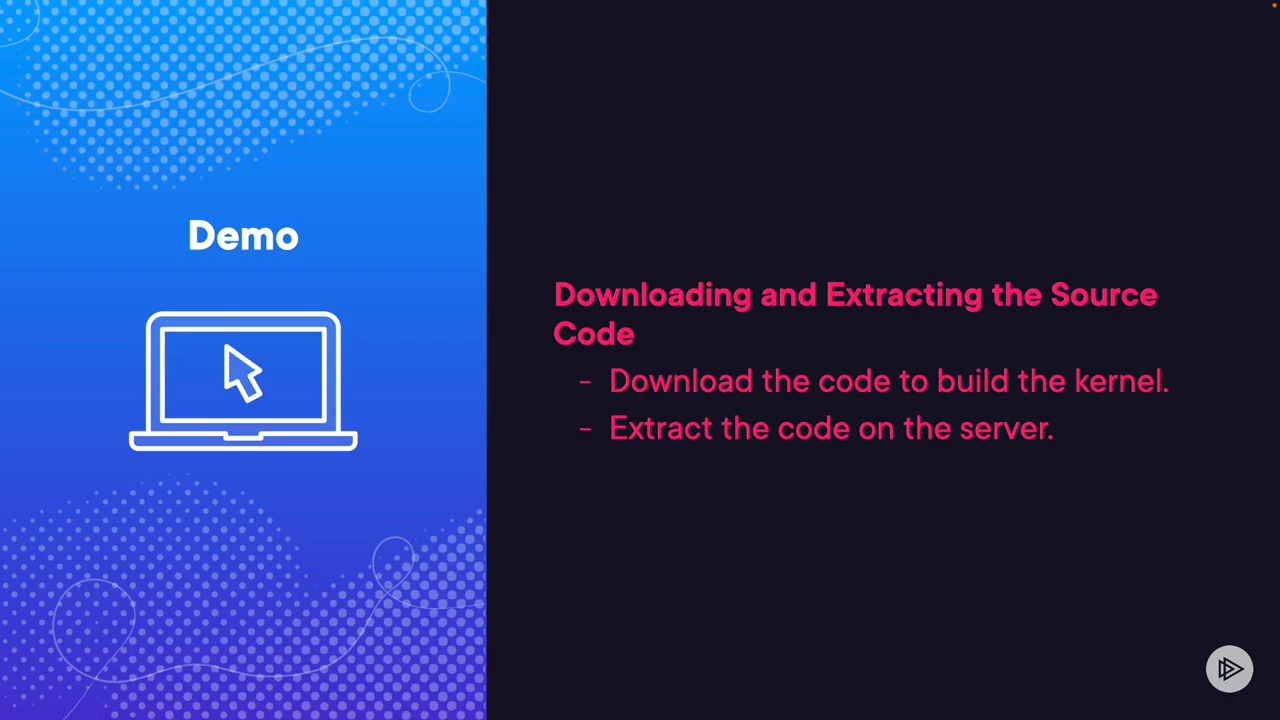 Demo
Downloading and Extracting the Source
Code
- Download the code to build the kernel.
- Extract the code on the server.